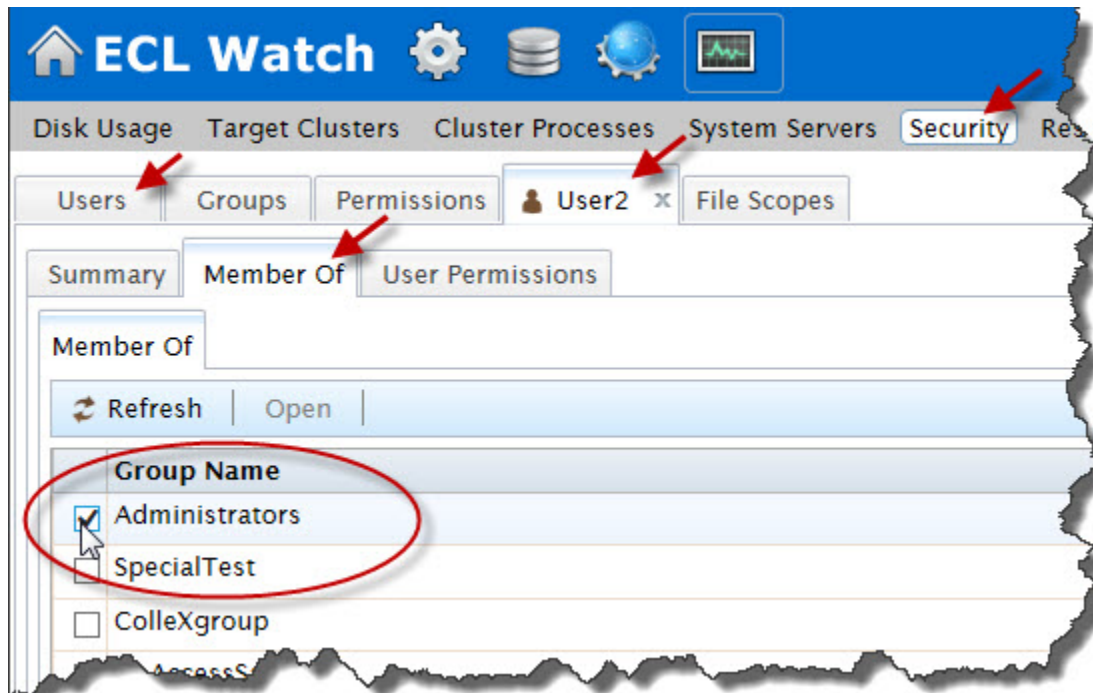 ECL Watch
Disk Usage Target Clusters Cluster Processes System Servers Security
Users Groups Permissions User2 x File Scopes
Summary Member Of User Permissions
Member Of
Refresh Open
Group Name
Administrators
SpecialTest
ColleXgroup